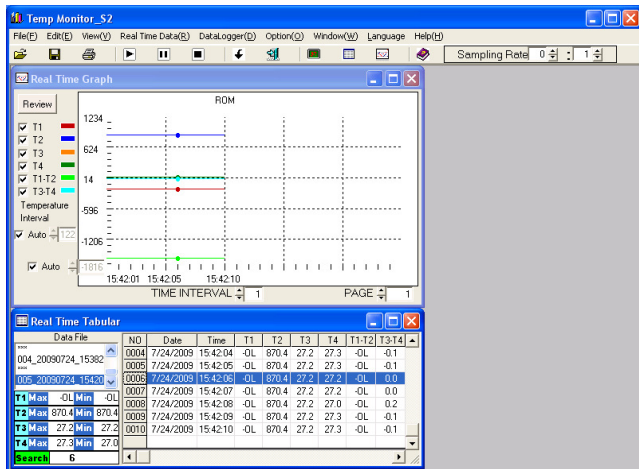 Temp Monitor_S2
File(F) Edit(E) View(V) Real Time Data(R) DataLogger(D) Option(O) Window(W) Language Help(H)
Sampling Rate 0 : 1
Real Time Graph
Review
ROM
T1
T2
T3
T4
T1-T2
T3-T4
Temperature
Interval
Auto 122
Auto -1816
1234
624
14
-596
-1206
15:42:01 15:42:05 15:42:10
TIME INTERVAL 1 PAGE 1
Real Time Tabular
Data File
***
004_20090724_15382
***
005_20090724_15420
T1 Max -OL Min -OL
T2 Max 870.4 Min 870.4
T3 Max 27.2 Min 27.2
T4 Max 27.3 Min 27.0
Search 6
NO Date Time T1 T2 T3 T4 T1-T2 T3-T4
0004 7/24/2009 15:42:04 -OL 870.4 27.2 27.3 -OL -0.1
0005 7/24/2009 15:42:05 -OL 870.4 27.2 27.3 -OL -0.1
0006 7/24/2009 15:42:06 -OL 870.4 27.2 27.2 -OL 0.0
0007 7/24/2009 15:42:07 -OL 870.4 27.2 27.2 -OL 0.0
0008 7/24/2009 15:42:08 -OL 870.4 27.2 27.0 -OL 0.2
0009 7/24/2009 15:42:09 -OL 870.4 27.2 27.3 -OL -0.1
0010 7/24/2009 15:42:10 -OL 870.4 27.2 27.3 -OL -0.1